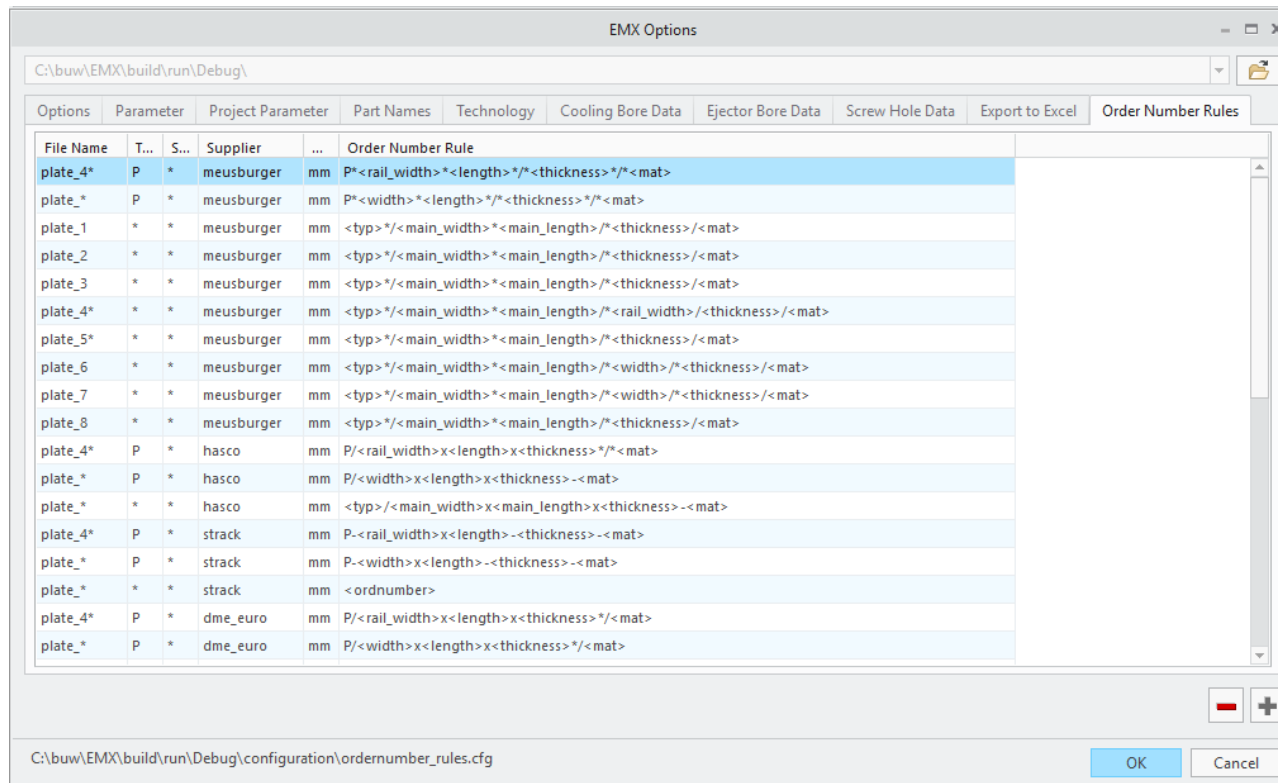 EMX Options
C:\buw\EMX\build\run\Debug\
Options Parameter Project Parameter Part Names Technology Cooling Bore Data Ejector Bore Data Screw Hole Data Export to Excel Order Number Rules
File Name T... S... Supplier ... Order Number Rule
plate_4* P * meusburger mm P*<rail_width>*<length>*/*<thickness>*/*<mat>
plate_* P * meusburger mm P*<width>*<length>*/*<thickness>*/*<mat>
plate_1 * * meusburger mm <typ>*/<main_width>*<main_length>/*<thickness>/<mat>
plate_2 * * meusburger mm <typ>*/<main_width>*<main_length>/*<thickness>/<mat>
plate_3 * * meusburger mm <typ>*/<main_width>*<main_length>/*<thickness>/<mat>
plate_4* * * meusburger mm <typ>*/<main_width>*<main_length>/*<rail_width>/<thickness>/<mat>
plate_5* * * meusburger mm <typ>*/<main_width>*<main_length>/*<thickness>/<mat>
plate_6 * * meusburger mm <typ>*/<main_width>*<main_length>/*<width>/*<thickness>/<mat>
plate_7 * * meusburger mm <typ>*/<main_width>*<main_length>/*<width>/*<thickness>/<mat>
plate_8 * * meusburger mm <typ>*/<main_width>*<main_length>/*<thickness>/<mat>
plate_4* P * hasco mm P/<rail_width>x<length>x<thickness>*/*<mat>
plate_* P * hasco mm P/<width>x<length>x<thickness>-<mat>
plate_* * * hasco mm <typ>/<main_width>x<main_length>x<thickness>-<mat>
plate_4* P * strack mm P-<rail_width>x<length>-<thickness>-<mat>
plate_* P * strack mm P-<width>x<length>-<thickness>-<mat>
plate_* * * strack mm <ordnumber>
plate_4* P * dme_euro mm P/<rail_width>x<length>x<thickness>*/<mat>
plate_* P * dme_euro mm P/<width>x<length>x<thickness>*/<mat>
C:\buw\EMX\build\run\Debug\configuration\ordernumber_rules.cfg
OK Cancel